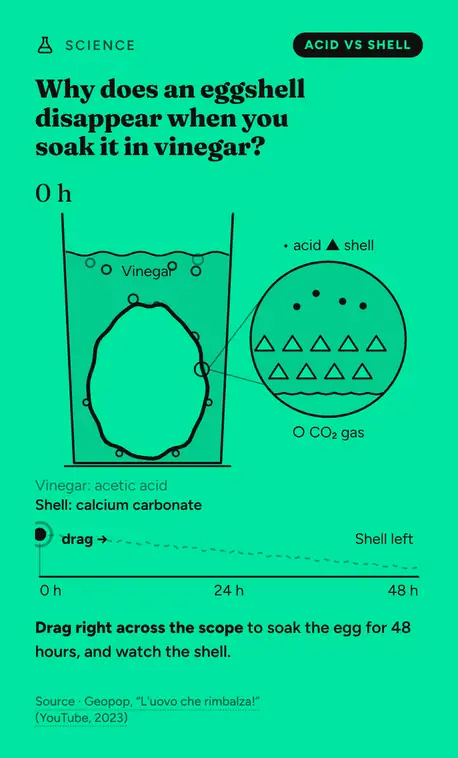 SCIENCE
ACID VS SHELL
Why does an eggshell
disappear when you
soak it in vinegar?
0 h
• acid ▲ shell
Vinegar
CO₂ gas
Vinegar: acetic acid
Shell: calcium carbonate
drag →
Shell left
0 h
24 h
48 h
Drag right across the scope to soak the egg for 48
hours, and watch the shell.
Source · Geopop, "L'uovo che rimbalza!"
(YouTube, 2023)